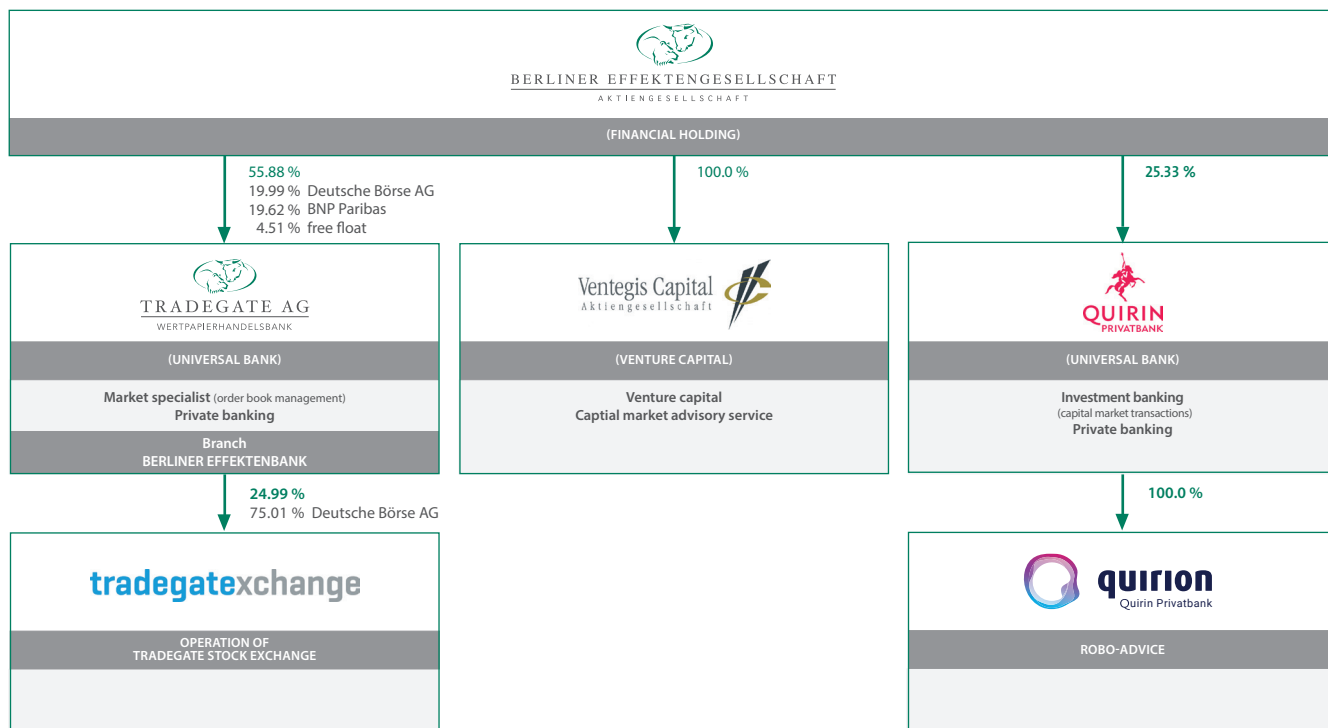 BERLINER EFFEKTENGESELLSCHAFT
AKTIENGESELLSCHAFT
(FINANCIAL HOLDING)
55.88 %
19.99 % Deutsche Börse AG
19.62 % BNP Paribas
4.51 % free float
100.0 %
25.33 %
TRADEGATE AG
WERTPAPIERHANDELSBANK
(UNIVERSAL BANK)
Market specialist (order book management)
Private banking
Branch
BERLINER EFFEKTENBANK
Ventegis Capital
Aktiengesellschaft
(VENTURE CAPITAL)
Venture capital
Captial market advisory service
QUIRIN
PRIVATBANK
(UNIVERSAL BANK)
Investment banking
(capital market transactions)
Private banking
24.99 %
75.01 % Deutsche Börse AG
100.0 %
tradegatexchange
OPERATION OF
TRADEGATE STOCK EXCHANGE
quirion
Quirin Privatbank
ROBO-ADVICE